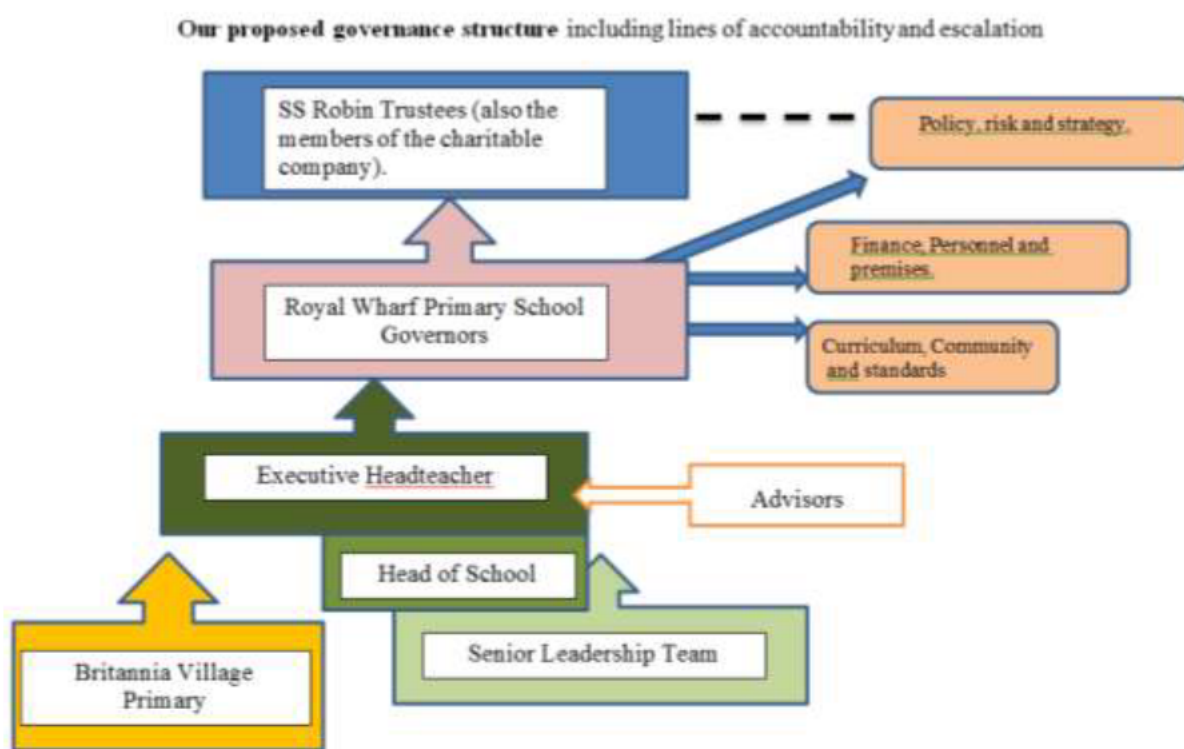 Our proposed governance structure including lines of accountability and escalation
SS Robin Trustees (also the
members of the charitable
company).
Policy, risk and strategy,
Finance, Personnel and
premises.
Royal Wharf Primary School
Governors
Curriculum, Community
and standards
Executive Headteacher
Advisors
Head of School
Senior Leadership Team
Britannia Village
Primary